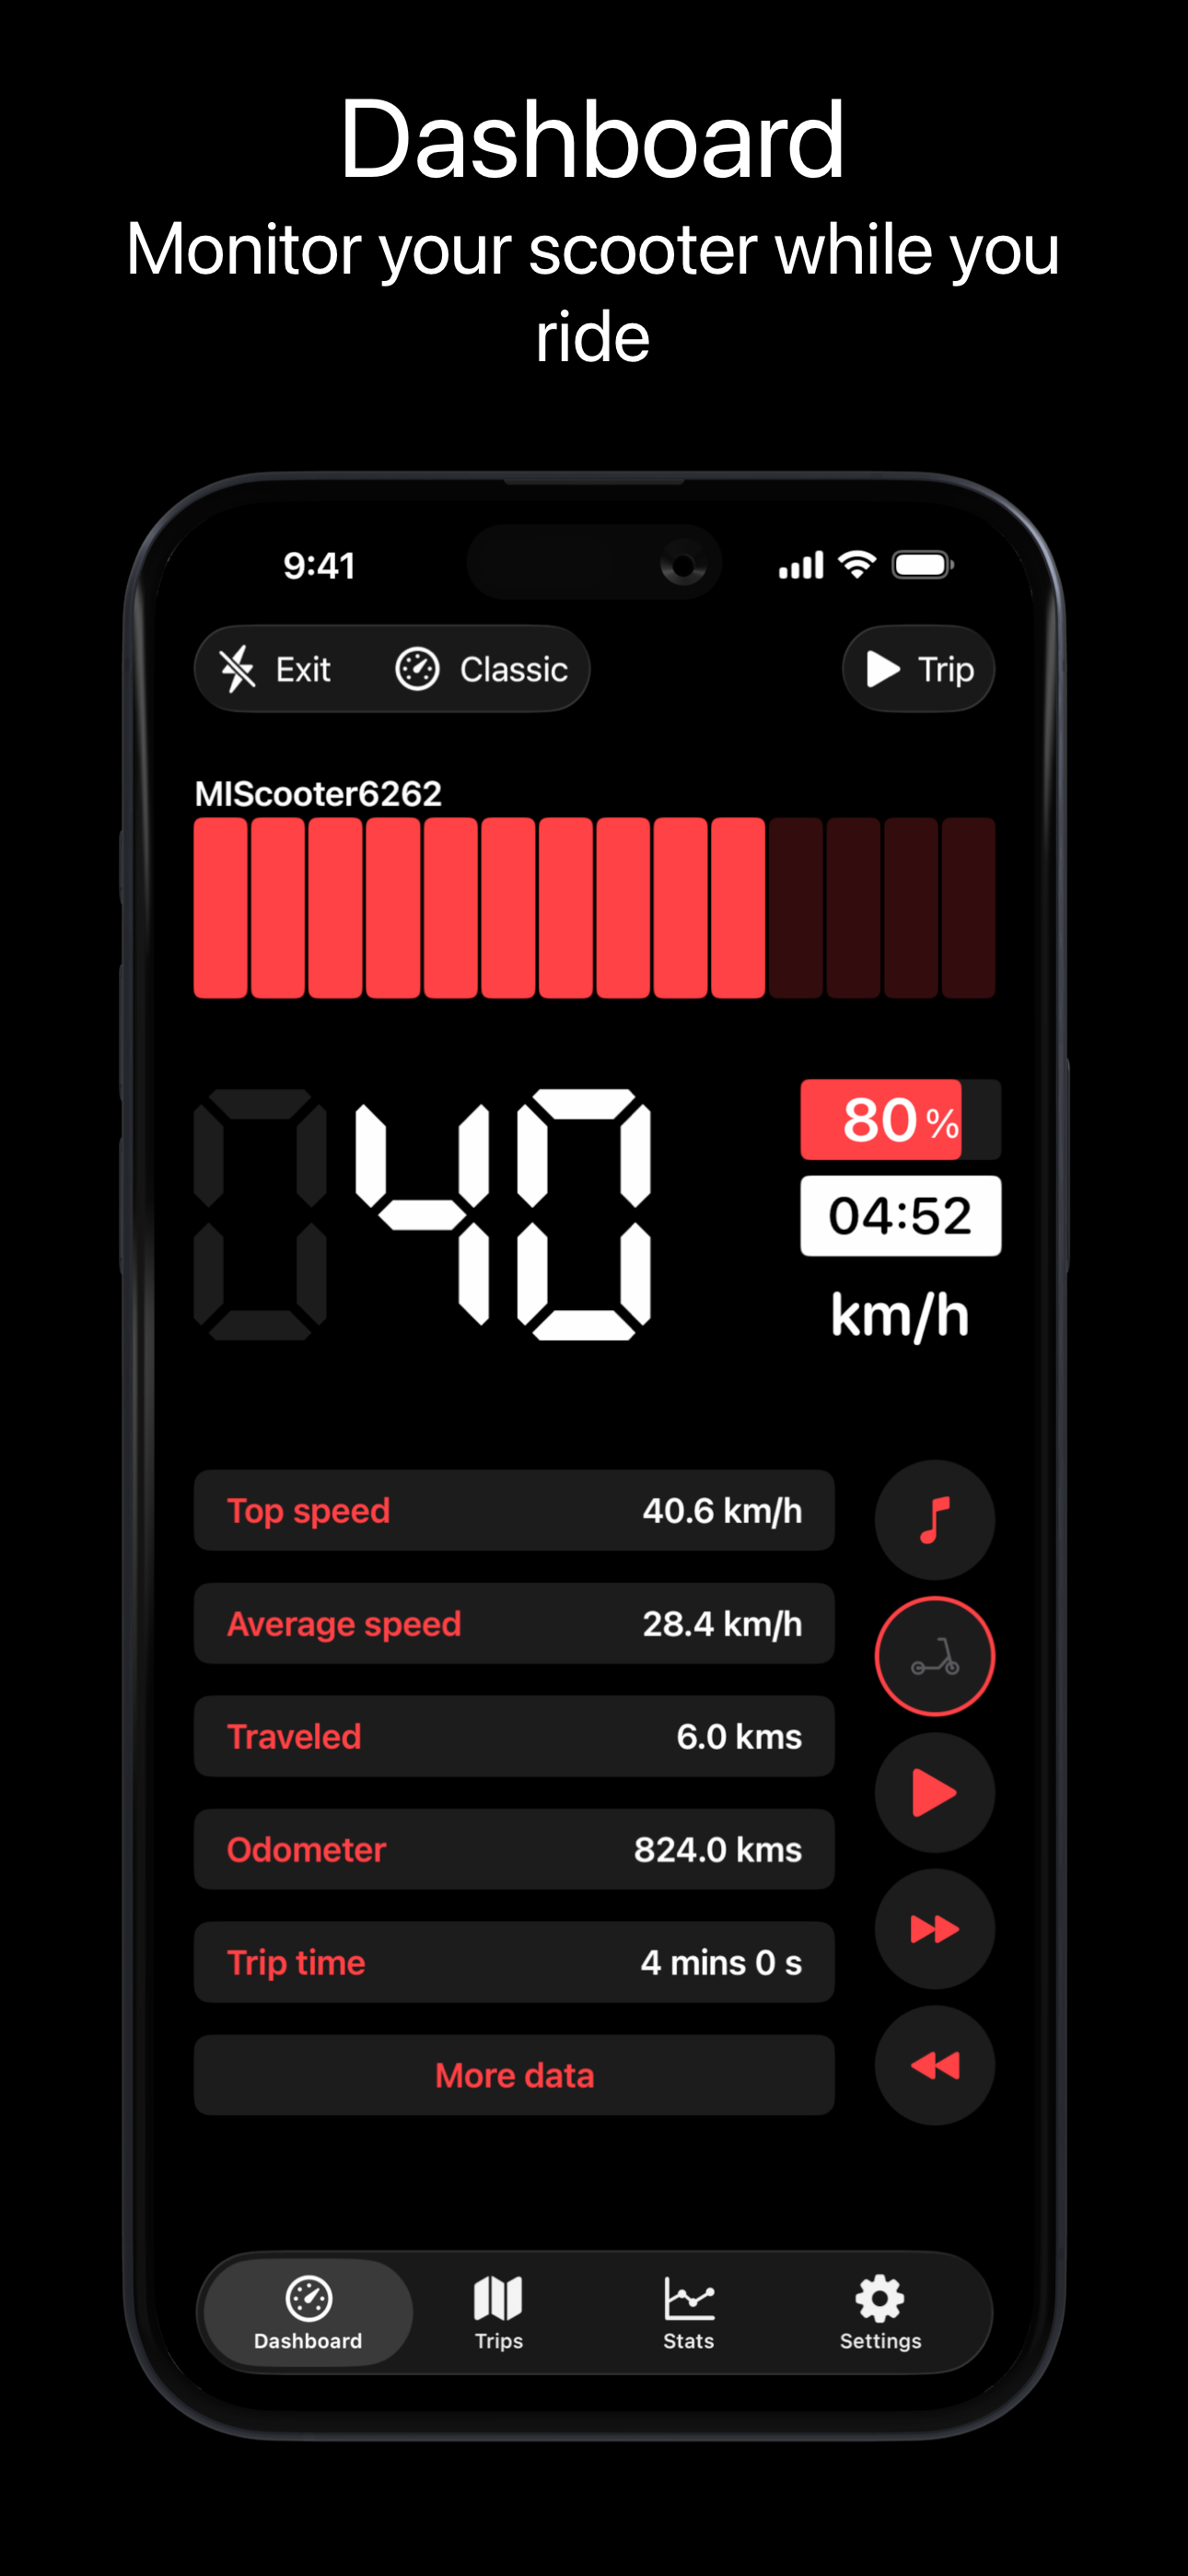 Dashboard
Monitor your scooter while you
ride
9:41
Exit Classic Trip
MIScooter6262
40
80 %
04:52
km/h
Top speed 40.6 km/h
Average speed 28.4 km/h
Traveled 6.0 kms
Odometer 824.0 kms
Trip time 4 mins 0 s
More data
Dashboard Trips Stats Settings